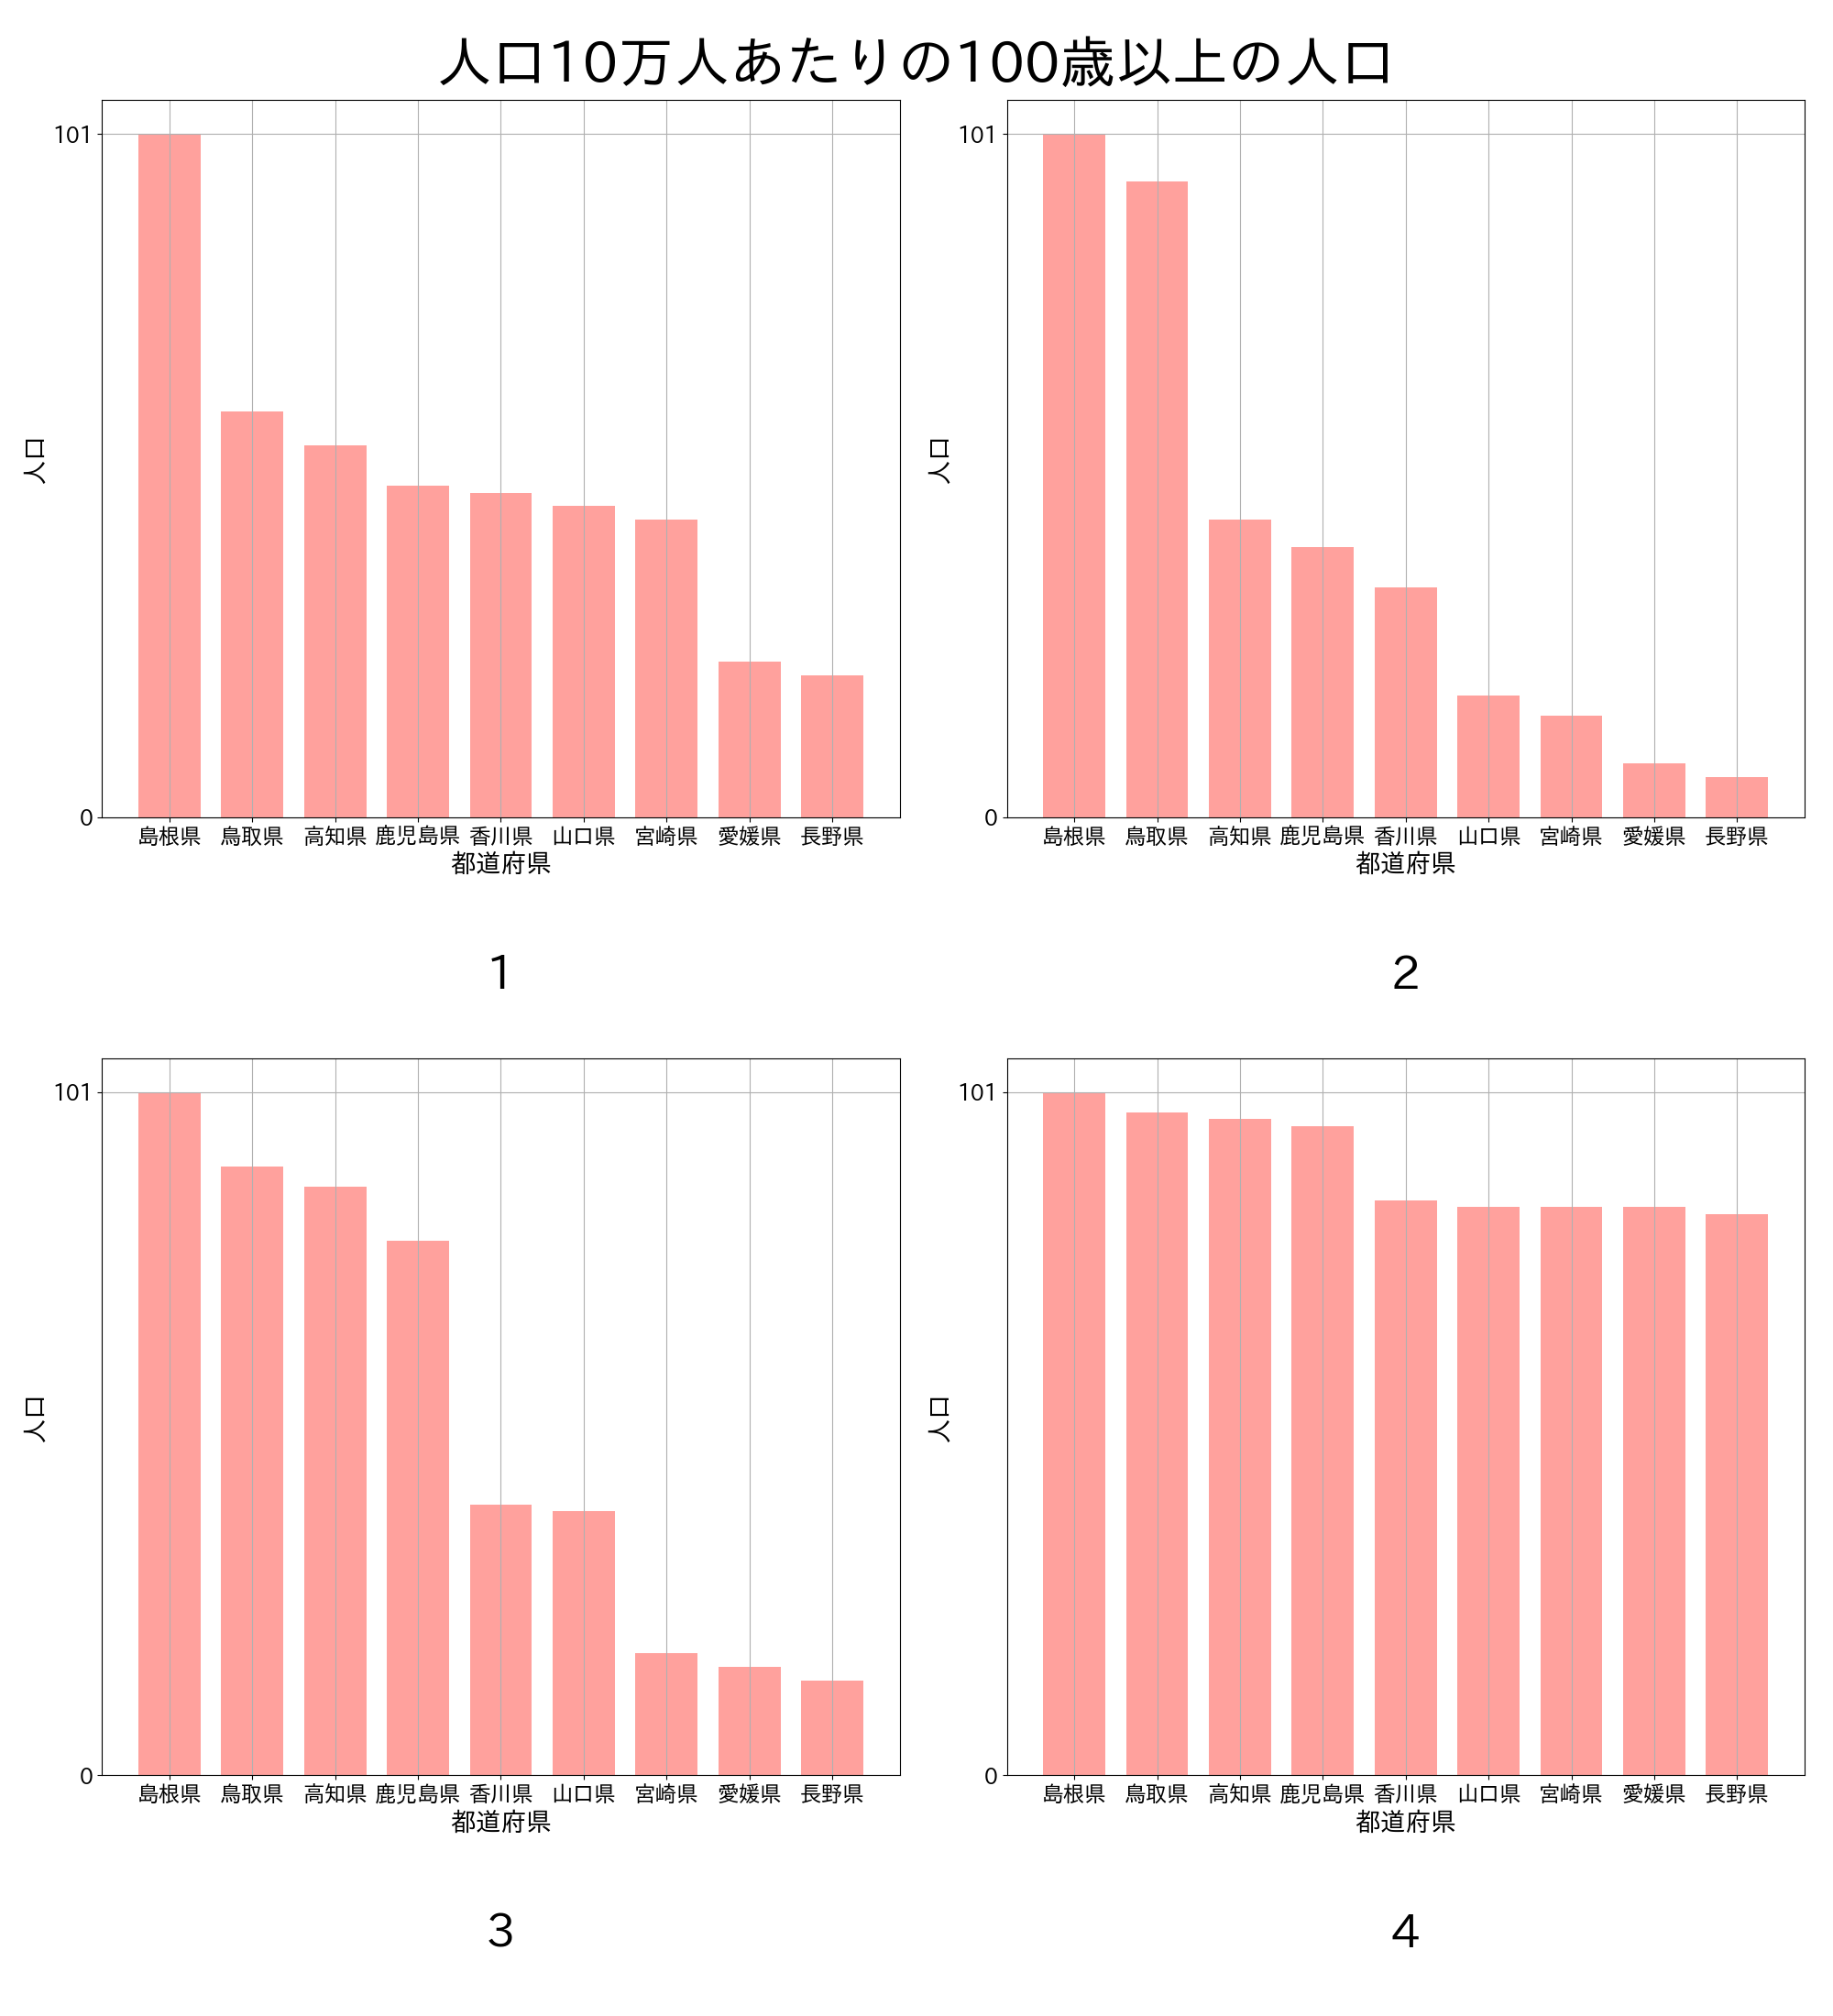 人口10万人あたりの100歳以上の人口
101
0
人口
島根県 鳥取県 高知県 鹿児島県 香川県 山口県 宮崎県 愛媛県 長野県
都道府県
1
101
0
人口
島根県 鳥取県 高知県 鹿児島県 香川県 山口県 宮崎県 愛媛県 長野県
都道府県
2
101
0
人口
島根県 鳥取県 高知県 鹿児島県 香川県 山口県 宮崎県 愛媛県 長野県
都道府県
3
101
0
人口
島根県 鳥取県 高知県 鹿児島県 香川県 山口県 宮崎県 愛媛県 長野県
都道府県
4